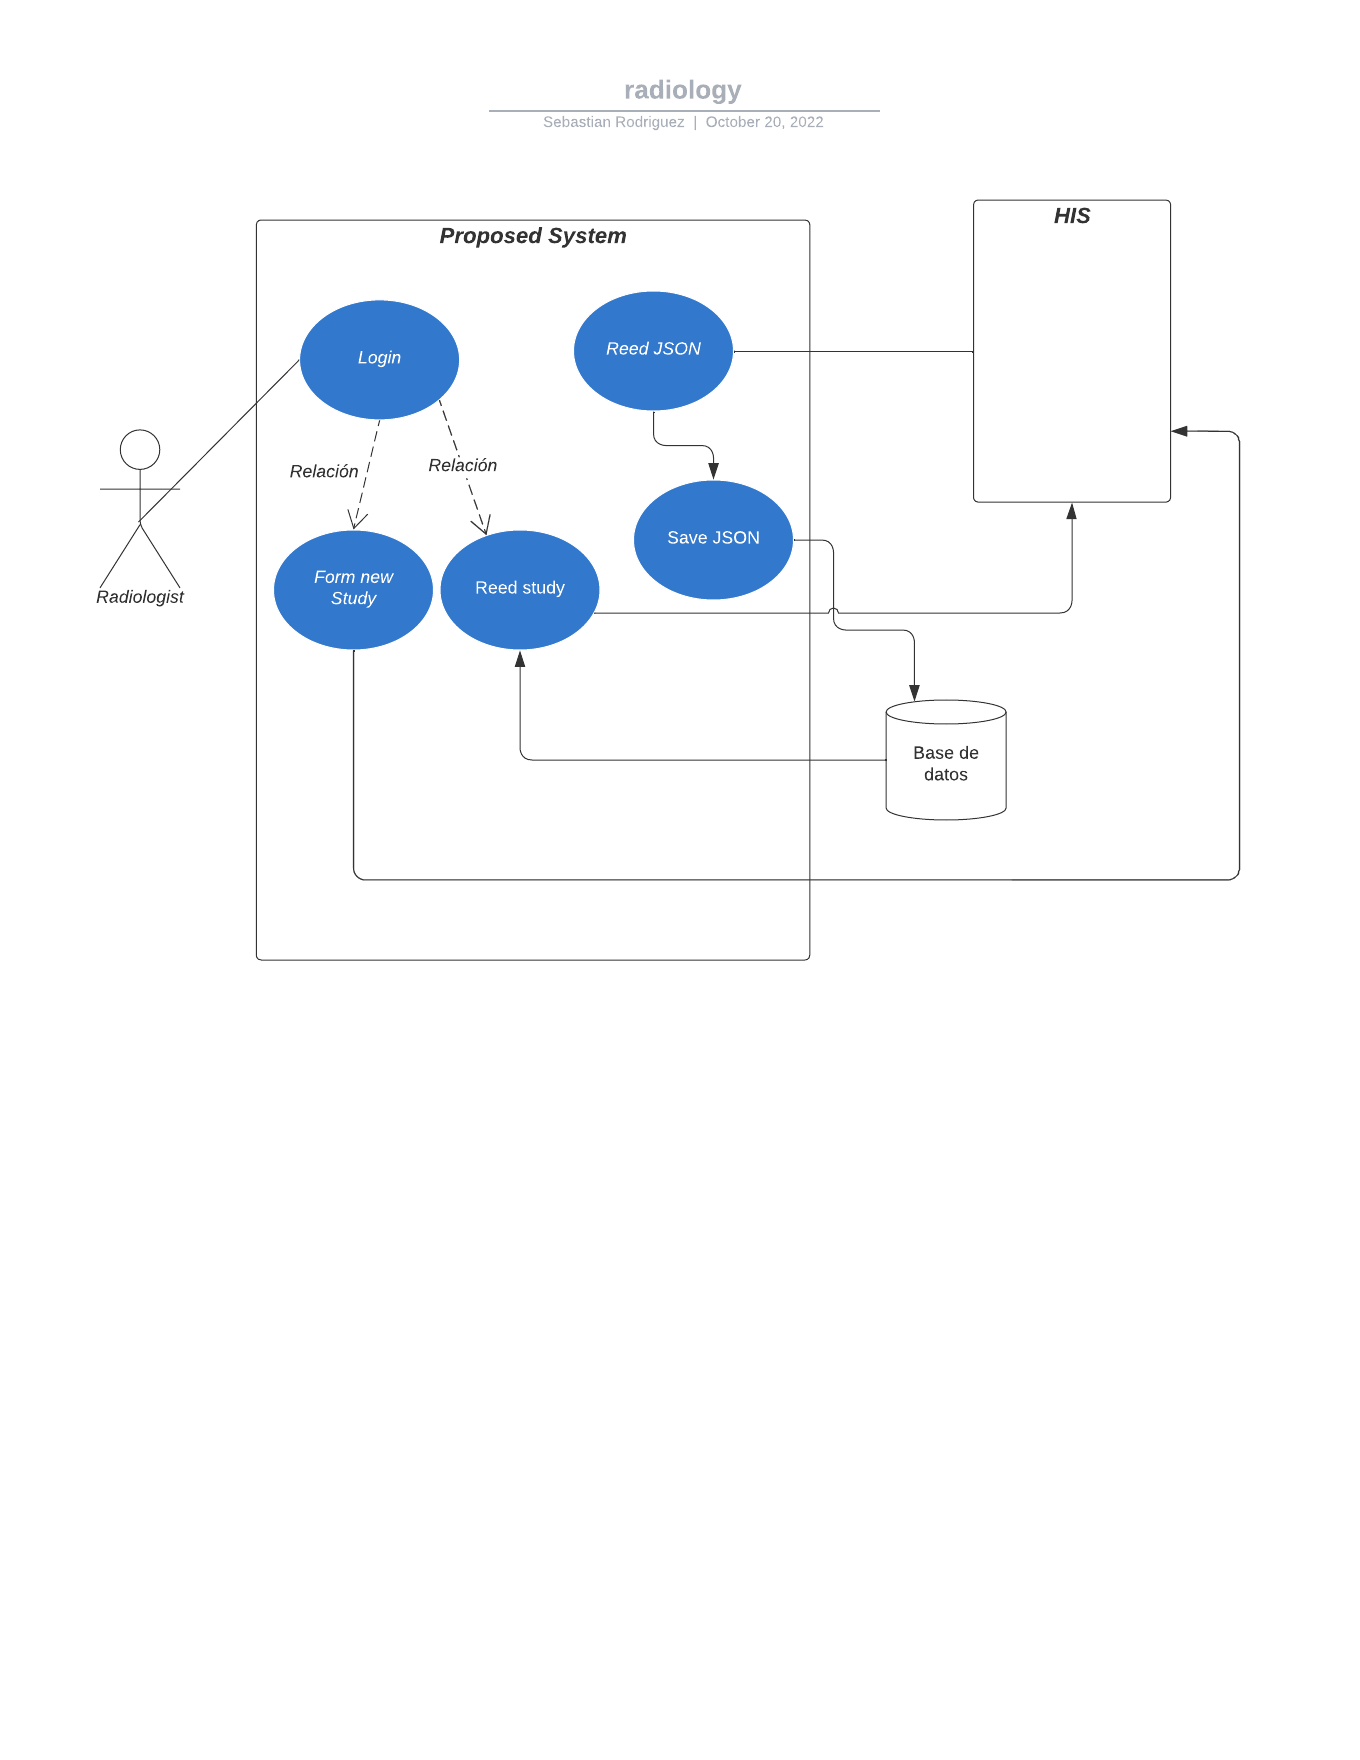 radiology
Sebastian Rodriguez | October 20, 2022
HIS
Proposed System
Login
Reed JSON
Relación
Relación
Save JSON
Form new
Study
Reed study
Radiologist
Base de
datos